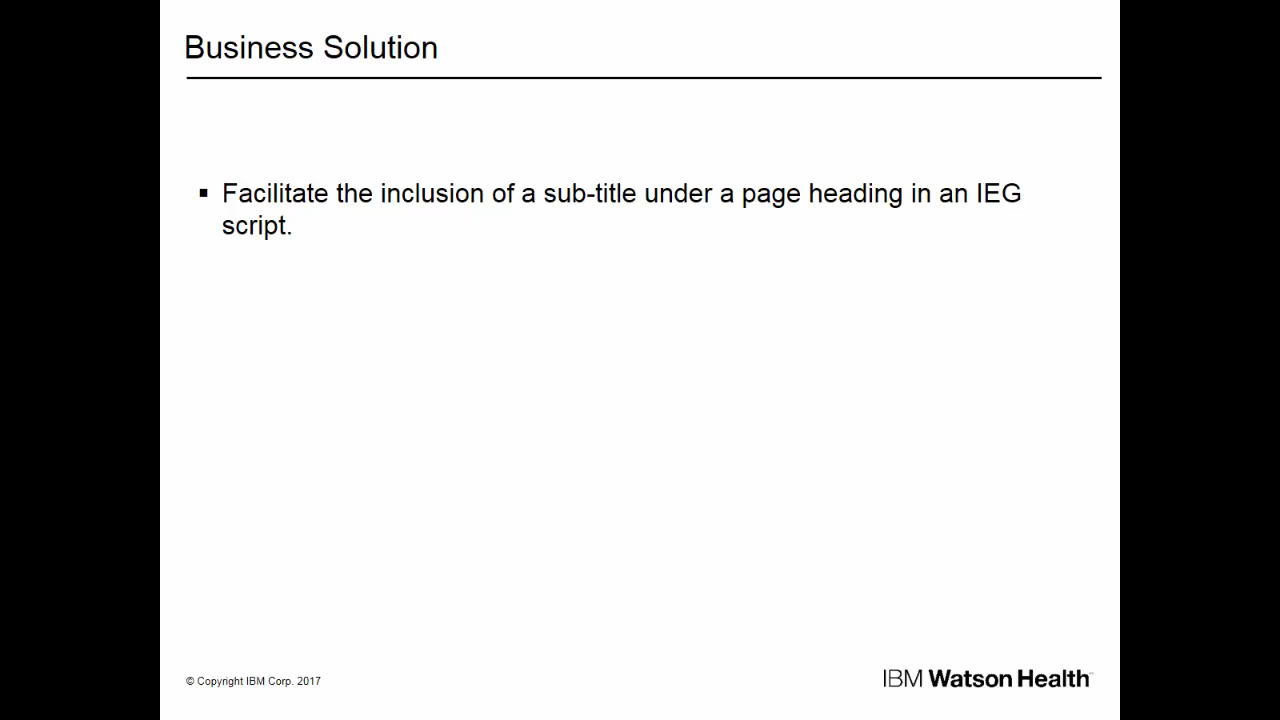 Business Solution
▪ Facilitate the inclusion of a sub-title under a page heading in an IEG
script.
© Copyright IBM Corp. 2017
IBM Watson Health